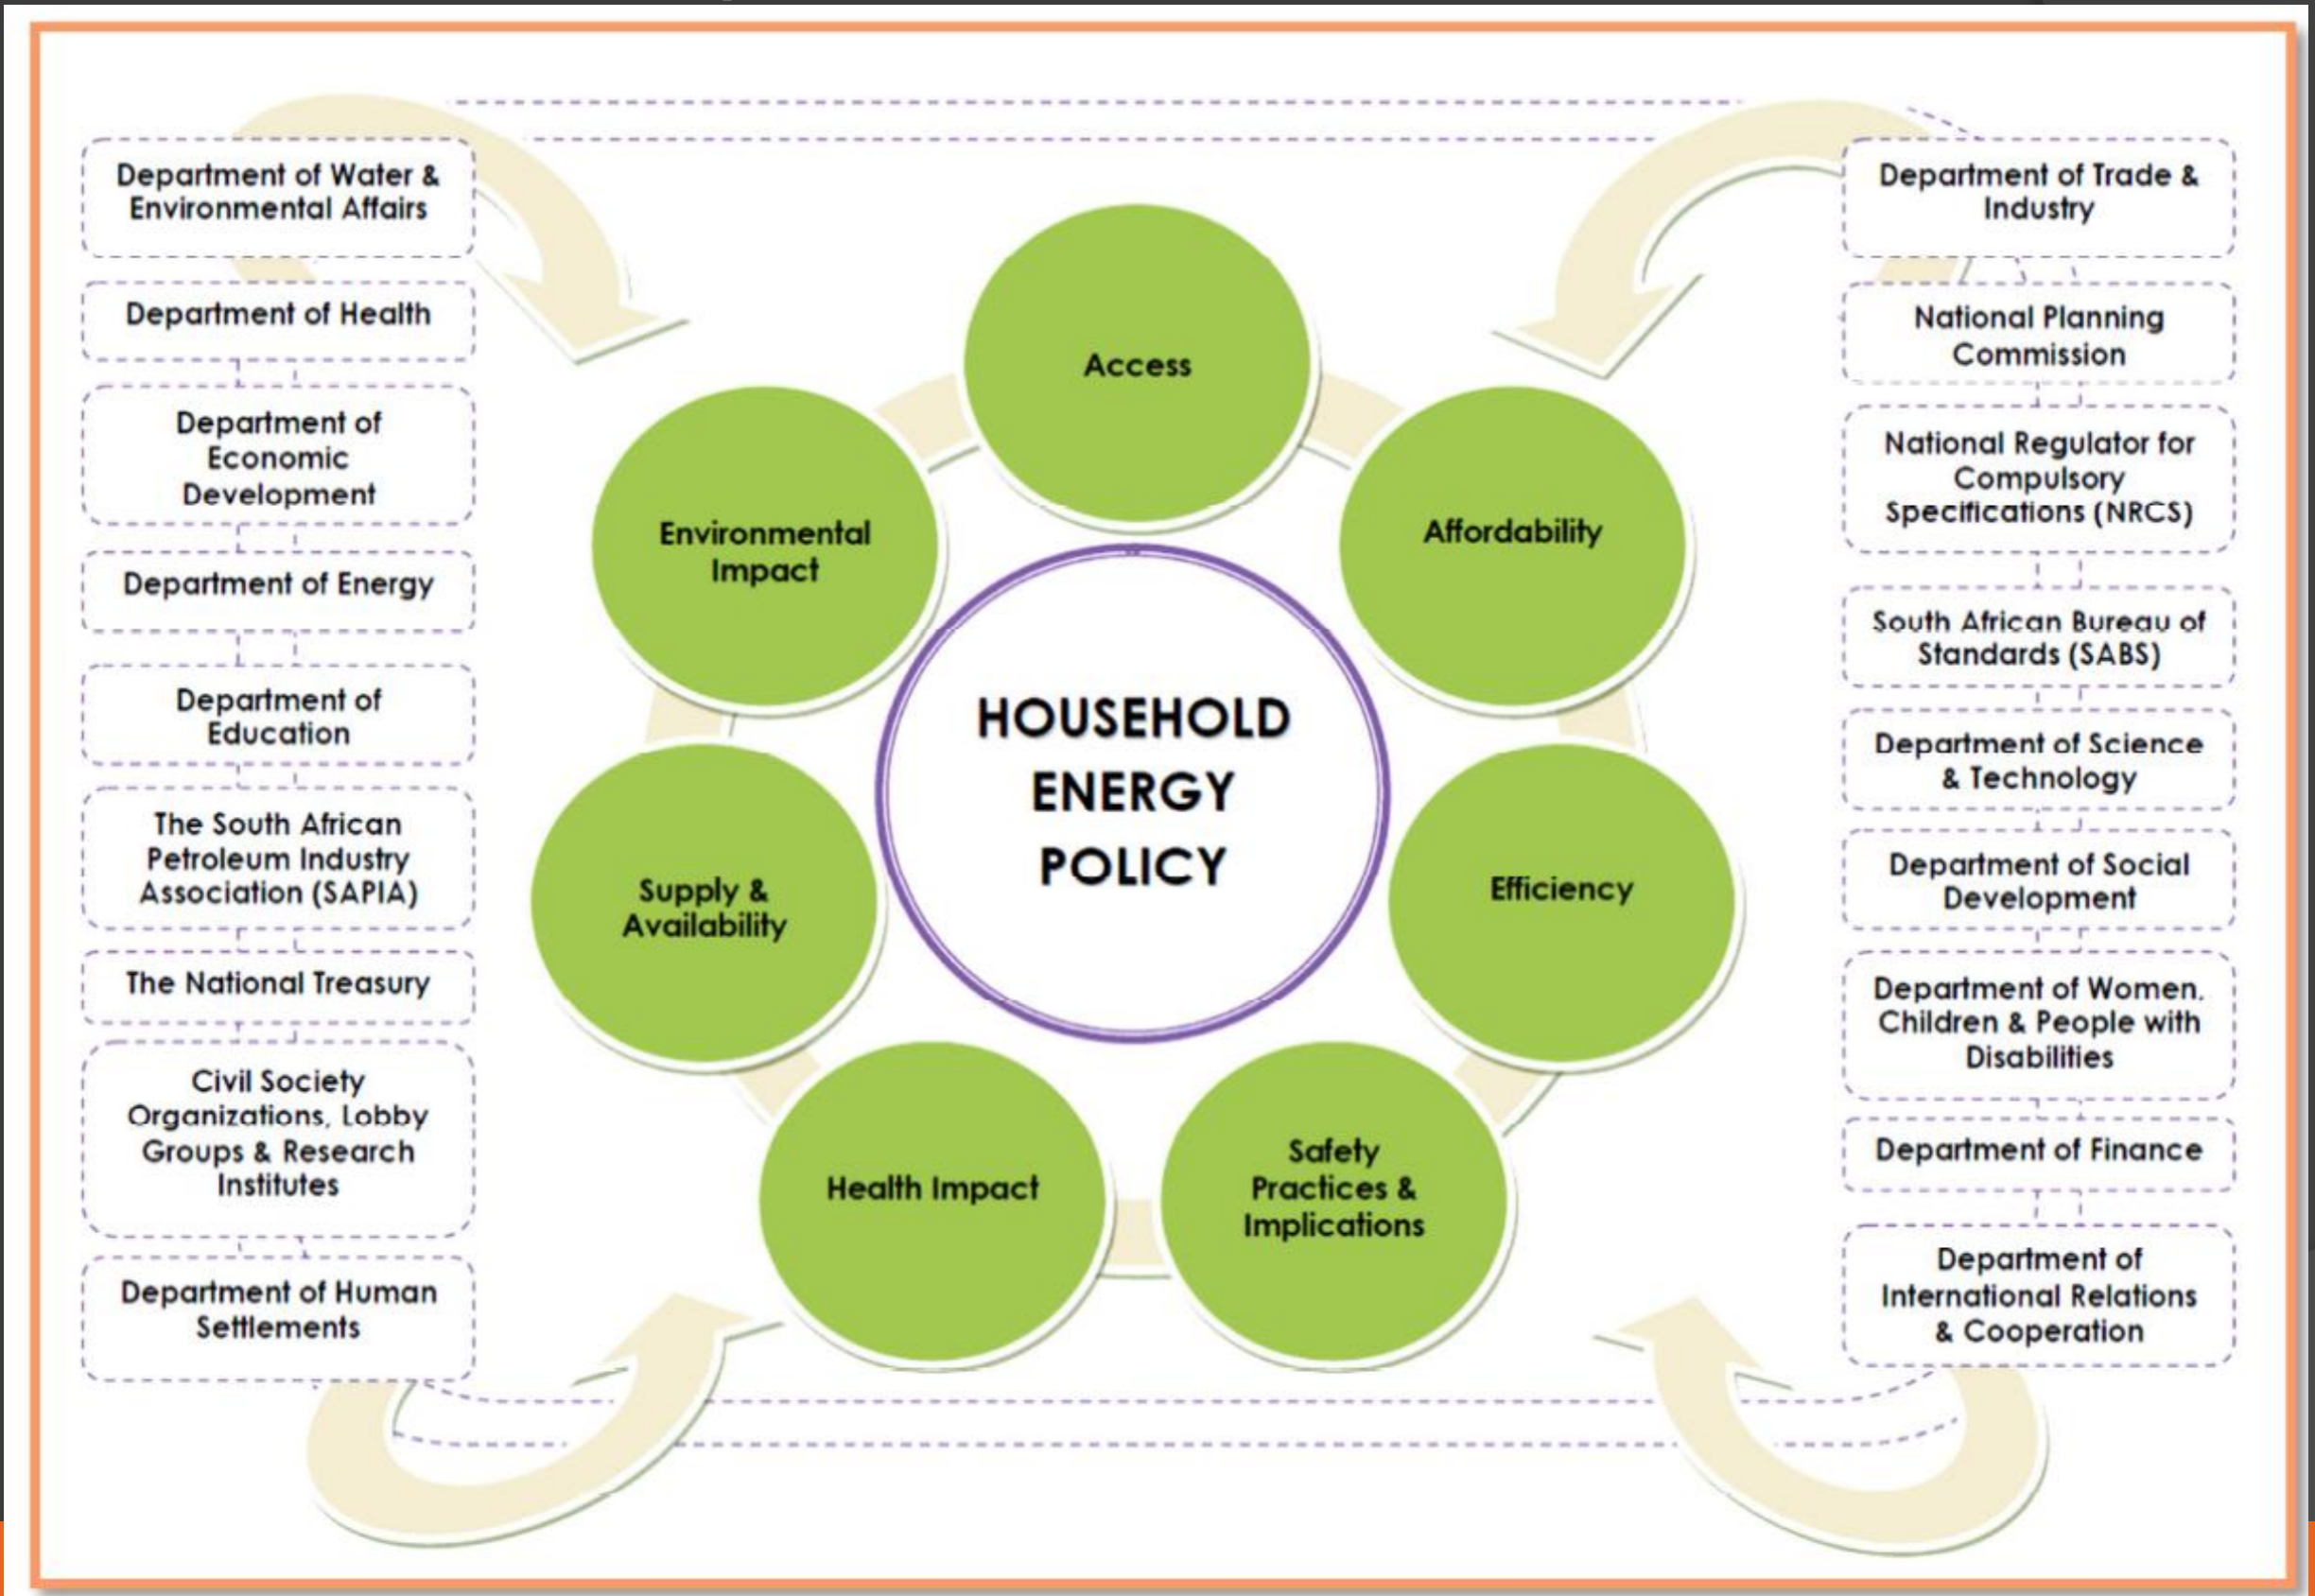 Department of Water &
Environmental Affairs
Department of Health
Department of
Economic
Development
Department of Energy
Department of
Education
The South African
Petroleum Industry
Association (SAPIA)
The National Treasury
Civil Society
Organizations, Lobby
Groups & Research
Institutes
Department of Human
Settlements
Access
Environmental
Impact
Affordability
HOUSEHOLD
ENERGY
POLICY
Supply &
Availability
Efficiency
Health Impact
Safety
Practices &
Implications
Department of Trade &
Industry
National Planning
Commission
National Regulator for
Compulsory
Specifications (NRCS)
South African Bureau of
Standards (SABS)
Department of Science
& Technology
Department of Social
Development
Department of Women,
Children & People with
Disabilities
Department of Finance
Department of
International Relations
& Cooperation